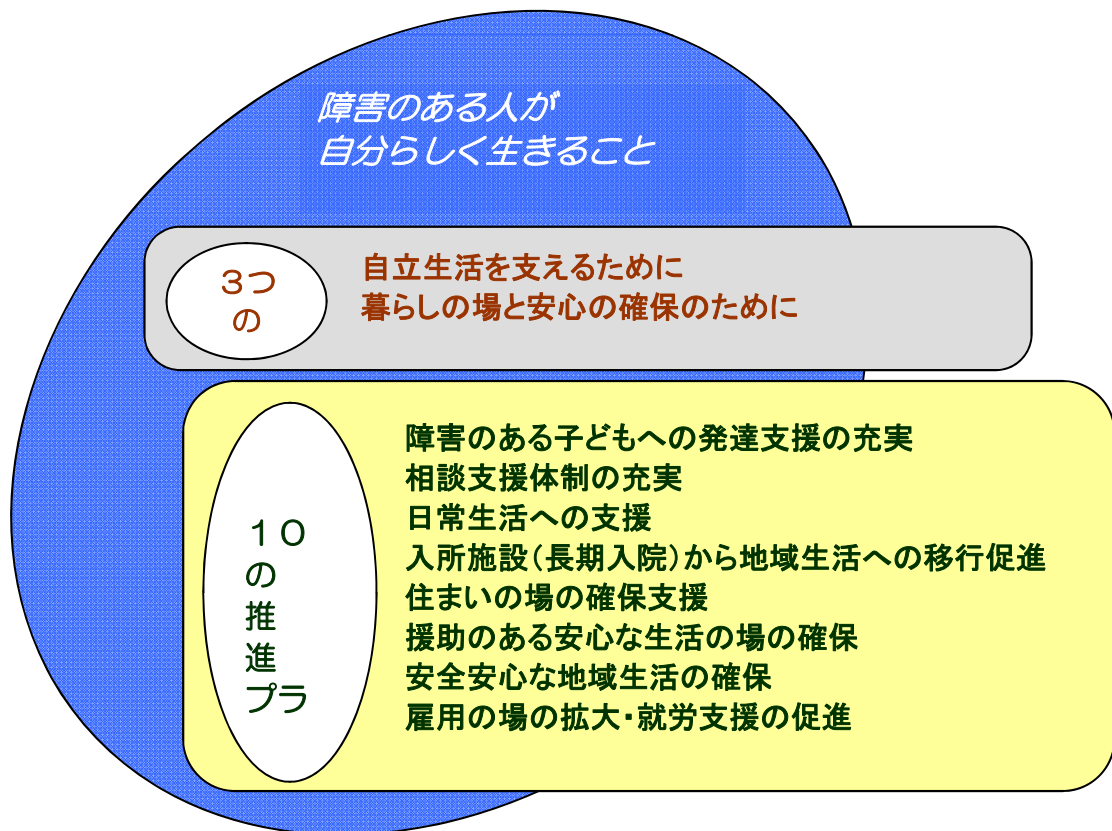 障害のある人が
自分らしく生きること
３つ
の
自立生活を支えるために
暮らしの場と安心の確保のために
１０
の
推
進
プラ
障害のある子どもへの発達支援の充実
相談支援体制の充実
日常生活への支援
入所施設（長期入院）から地域生活への移行促進
住まいの場の確保支援
援助のある安心な生活の場の確保
安全安心な地域生活の確保
雇用の場の拡大・就労支援の促進